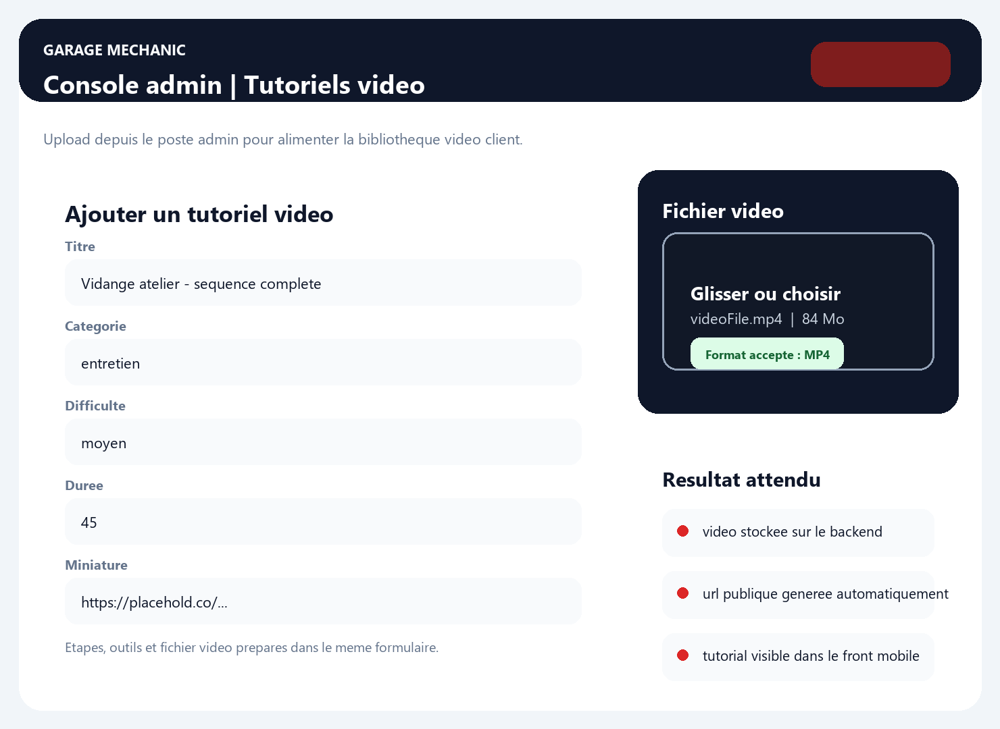 GARAGE MECHANIC
Console admin | Tutoriels video
Upload depuis le poste admin pour alimenter la bibliotheque video client.
Ajouter un tutoriel video
Titre
Vidange atelier - sequence complete
Categorie
entretien
Difficulte
moyen
Duree
45
Miniature
https://placehold.co/...
Etapes, outils et fichier video prepares dans le meme formulaire.
Fichier video
Glisser ou choisir
videoFile.mp4 | 84 Mo
Format accepte : MP4
Resultat attendu
video stockee sur le backend
url publique generee automatiquement
tutorial visible dans le front mobile